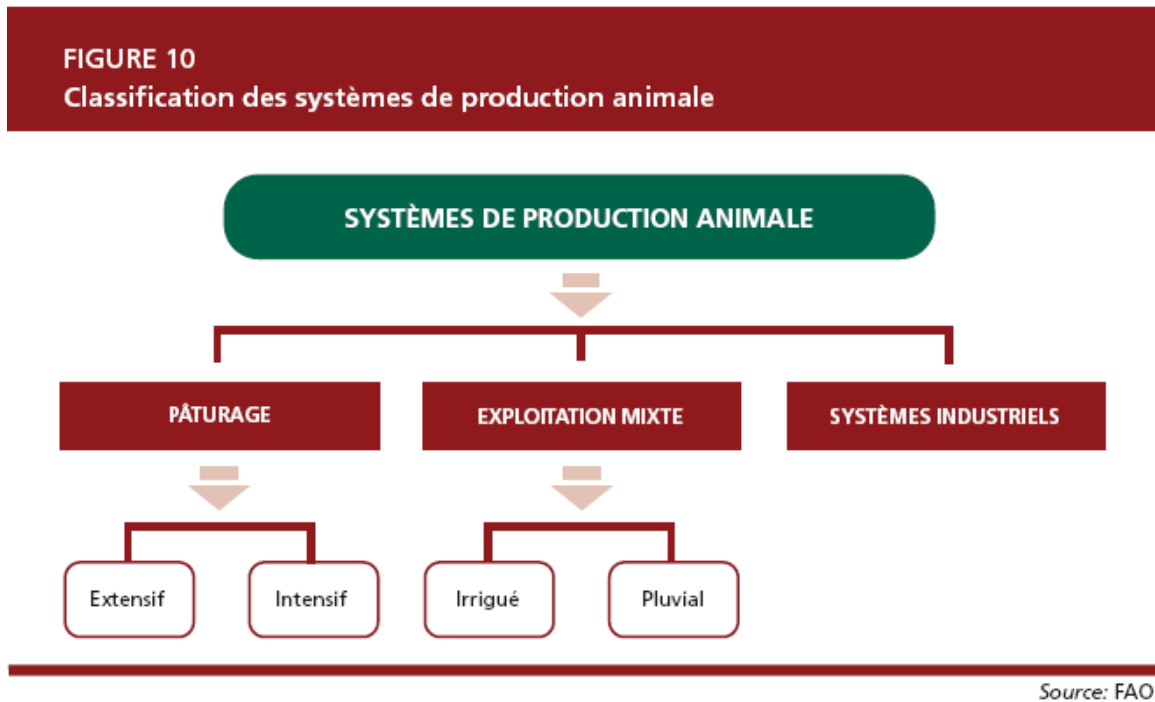 FIGURE 10
Classification des systèmes de production animale
SYSTÈMES DE PRODUCTION ANIMALE
PÂTURAGE
EXPLOITATION MIXTE
SYSTÈMES INDUSTRIELS
Extensif
Intensif
Irrigué
Pluvial
Source: FAO